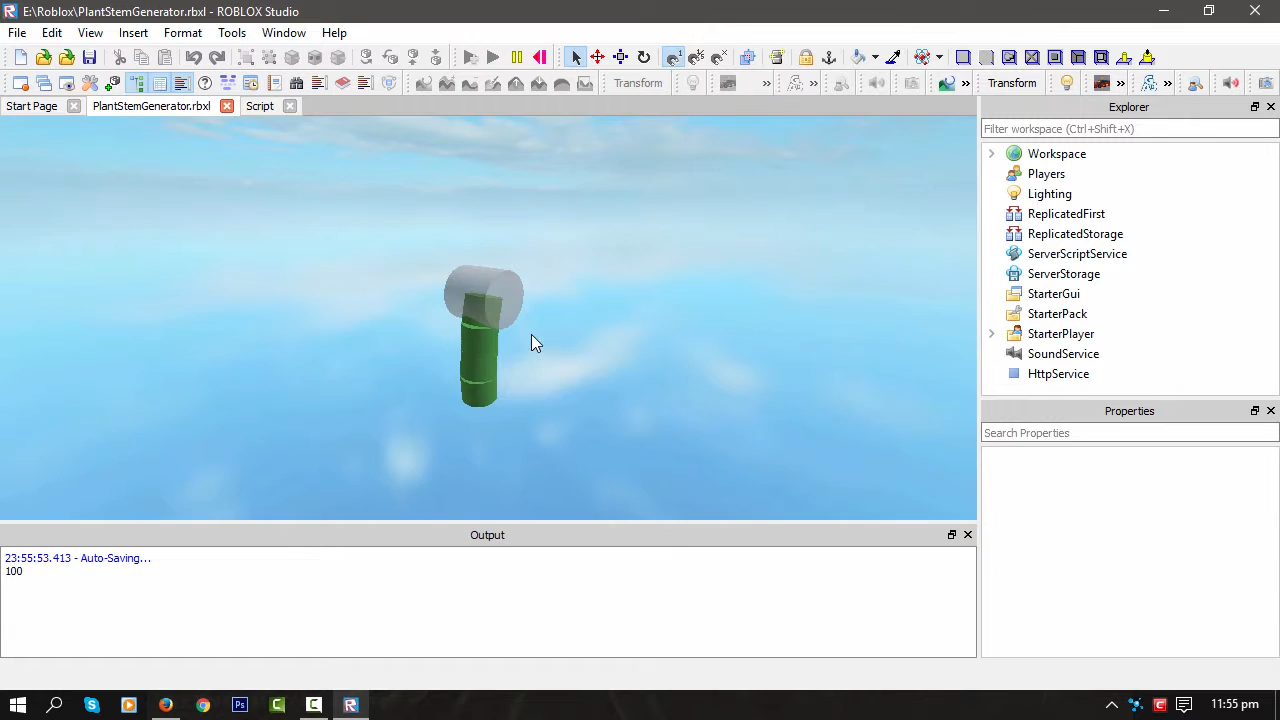 E:\Roblox\PlantStemGenerator.rbxl - ROBLOX Studio
File Edit View Insert Format Tools Window Help
Transform Transform
Start Page PlantStemGenerator.rbxl Script
Explorer
Filter workspace (Ctrl+Shift+X)
Workspace
Players
Lighting
ReplicatedFirst
ReplicatedStorage
ServerScriptService
ServerStorage
StarterGui
StarterPack
StarterPlayer
SoundService
HttpService
Properties
Search Properties
Output
23:55:53.413 - Auto-Saving...
100
11:55 pm